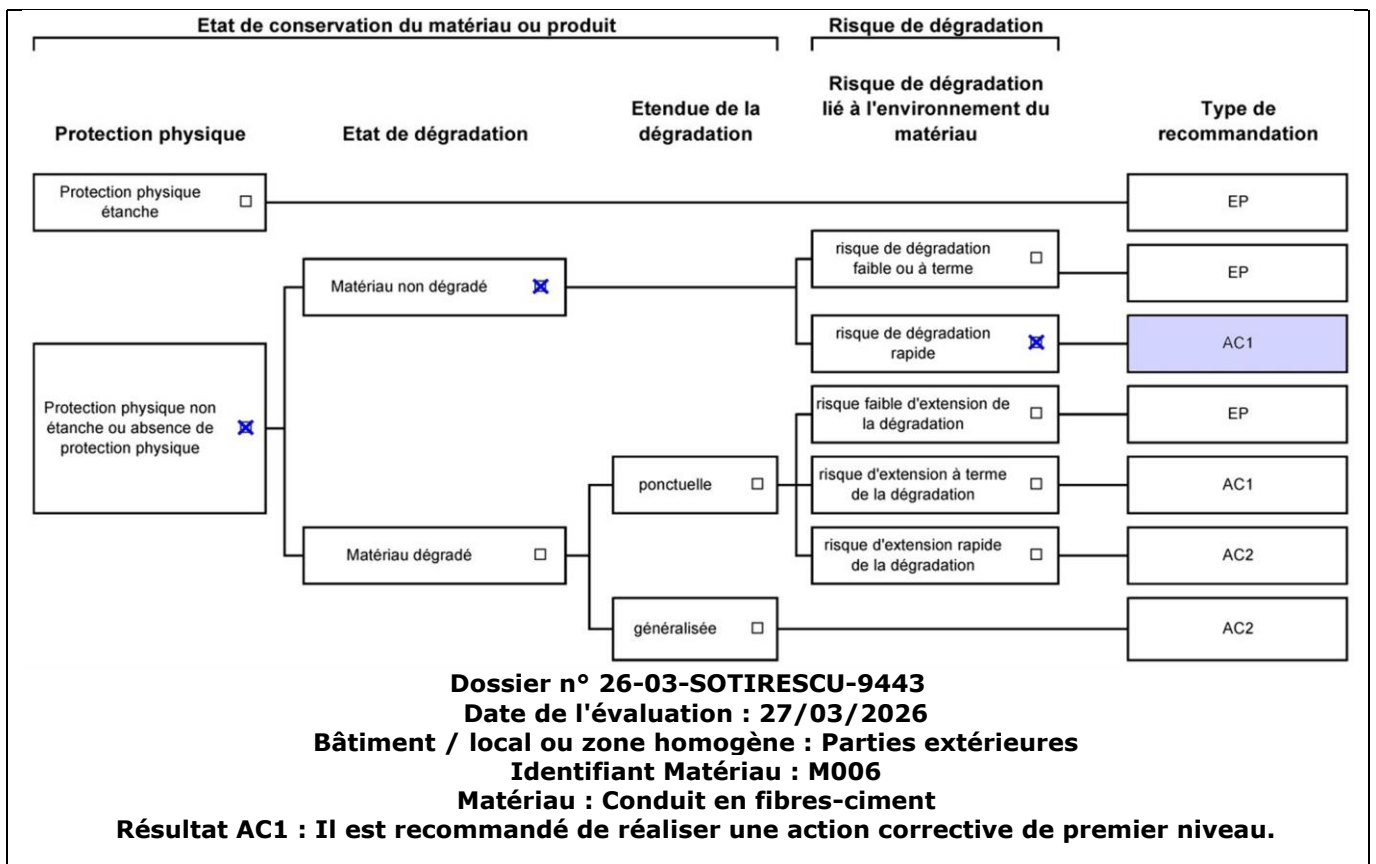 Etat de conservation du matériau ou produit
Risque de dégradation
Protection physique
Etat de dégradation
Etendue de la
dégradation
Risque de dégradation
lié à l'environnement du
matériau
Type de
recommandation
Protection physique
étanche
EP
risque de dégradation
faible ou à terme
EP
Matériau non dégradé
risque de dégradation
rapide
AC1
Protection physique non
étanche ou absence de
protection physique
risque faible d'extension de
la dégradation
EP
ponctuelle
risque d'extension à terme
de la dégradation
AC1
Matériau dégradé
risque d'extension rapide
de la dégradation
AC2
généralisée
AC2
Dossier n° 26-03-SOTIRESCU-9443
Date de l'évaluation : 27/03/2026
Bâtiment / local ou zone homogène : Parties extérieures
Identifiant Matériau : M006
Matériau : Conduit en fibres-ciment
Résultat AC1 : Il est recommandé de réaliser une action corrective de premier niveau.